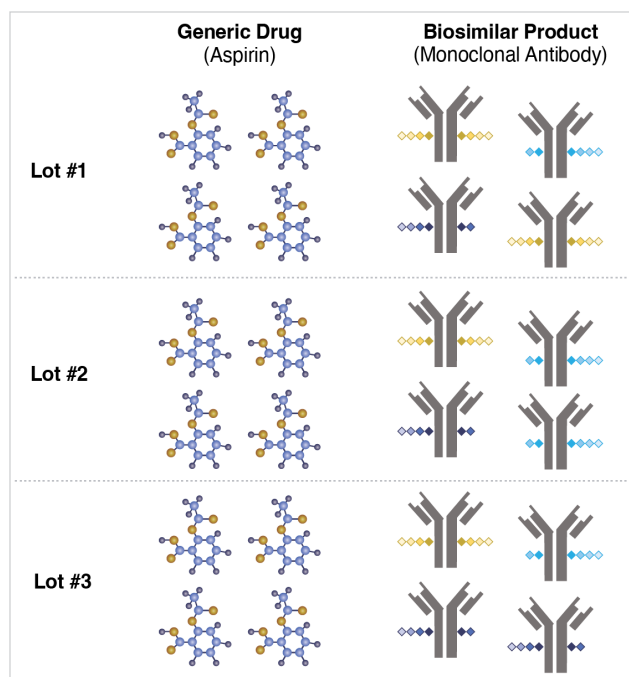 Generic Drug
(Aspirin)
Biosimilar Product
(Monoclonal Antibody)
Lot #1
Lot #2
Lot #3